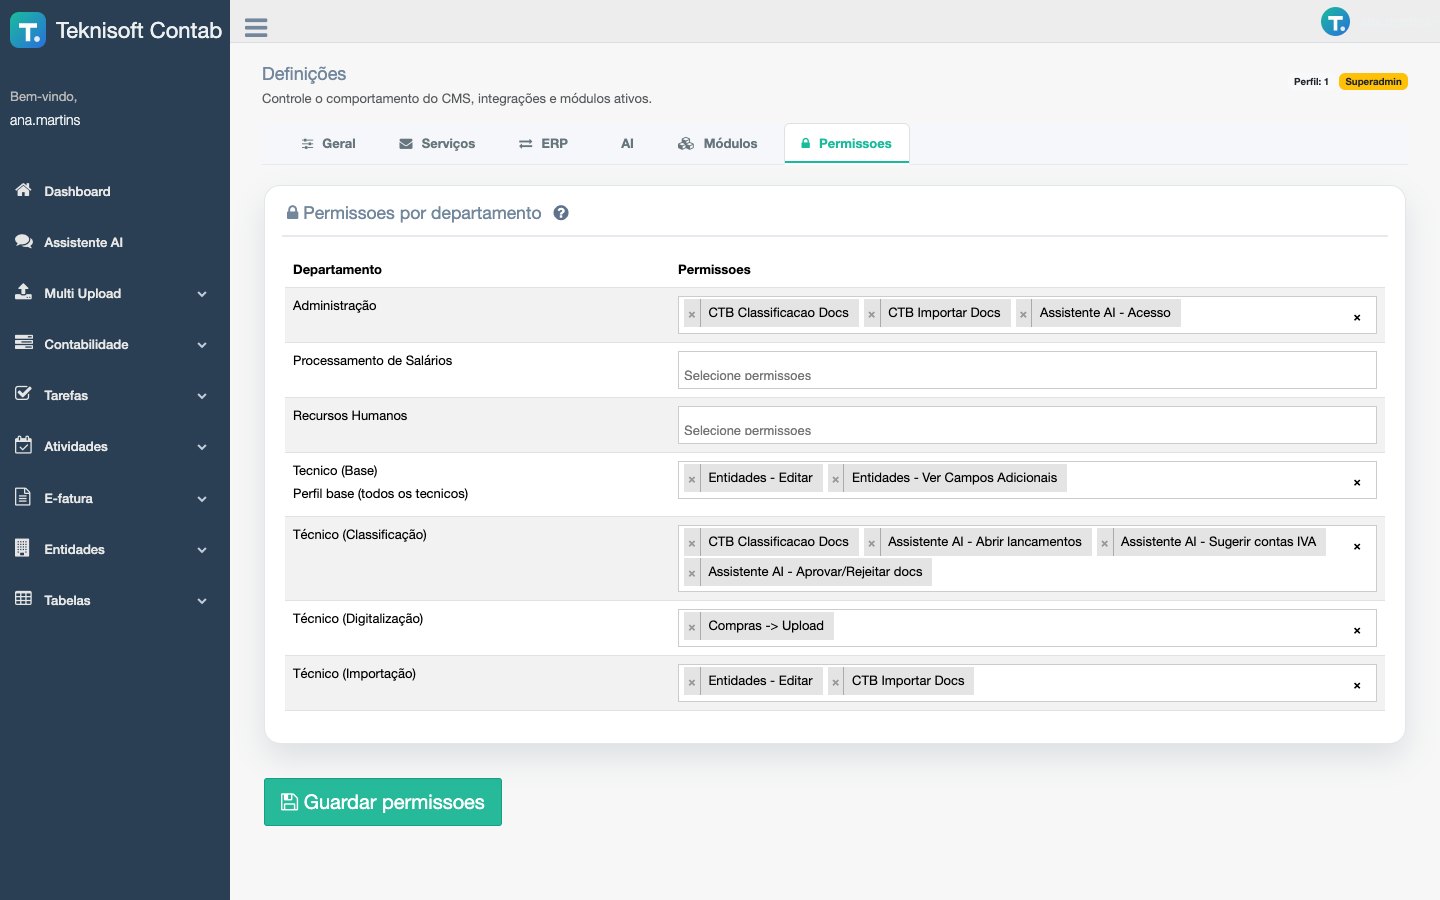 T. Teknisoft Contab
T.
Bem-vindo,
ana.martins
Dashboard
Assistente AI
Multi Upload
Contabilidade
Tarefas
Atividades
E-fatura
Entidades
Tabelas
Definições
Controle o comportamento do CMS, integrações e módulos ativos.
Perfil: 1 Superadmin
Geral Serviços ERP AI Módulos Permissoes
Permissoes por departamento ?
Departamento Permissoes
Administração × CTB Classificacao Docs × CTB Importar Docs × Assistente AI - Acesso ×
Processamento de Salários Selecione permissoes
Recursos Humanos Selecione permissoes
Tecnico (Base) × Entidades - Editar × Entidades - Ver Campos Adicionais ×
Perfil base (todos os tecnicos)
Técnico (Classificação) × CTB Classificacao Docs × Assistente AI - Abrir lancamentos × Assistente AI - Sugerir contas IVA ×
× Assistente AI - Aprovar/Rejeitar docs
Técnico (Digitalização) × Compras -> Upload ×
Técnico (Importação) × Entidades - Editar × CTB Importar Docs ×
Guardar permissoes